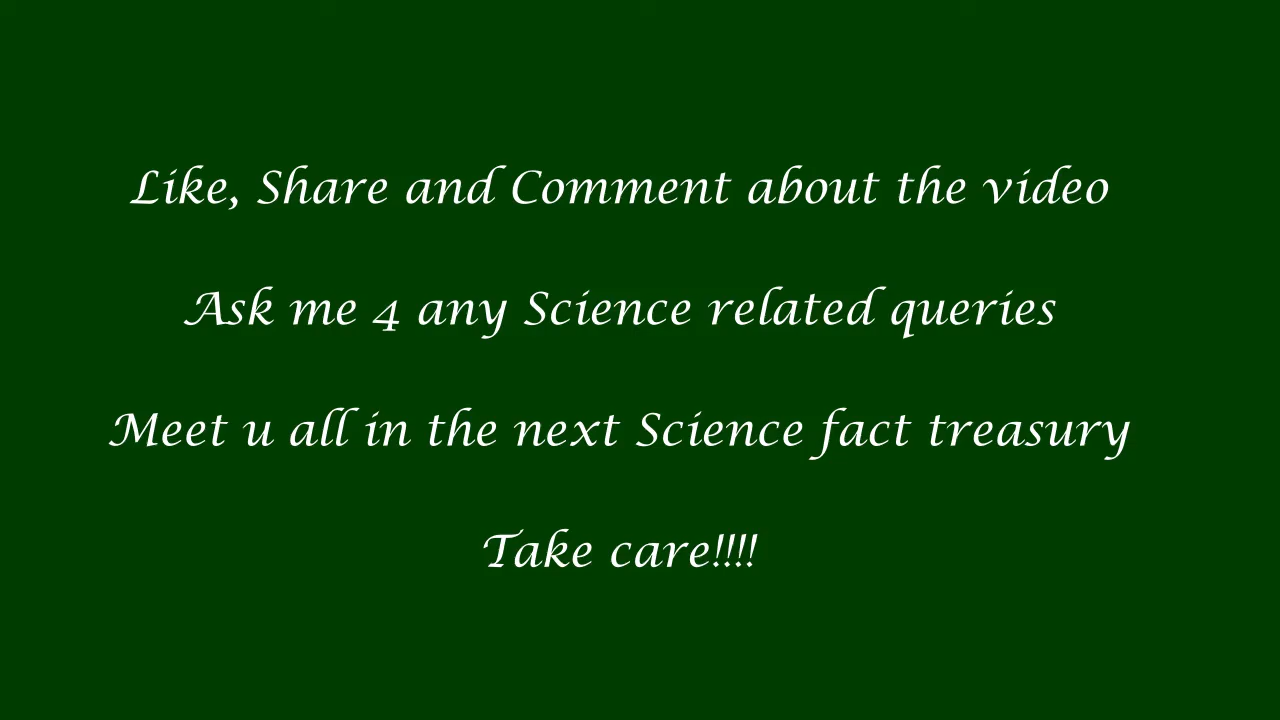 Like, Share and Comment about the video
Ask me 4 any Science related queries
Meet u all in the next Science fact treasury
Take care!!!!